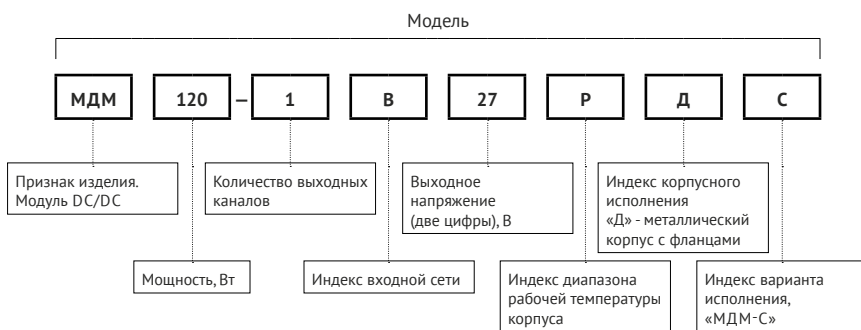 Модель
МДМ 120 – 1 В 27 Р Д С
Признак изделия.
Модуль DC/DC
Количество выходных
каналов
Выходное
напряжение
(две цифры), В
Индекс корпусного
исполнения
«Д» - металлический
корпус с фланцами
Мощность, Вт
Индекс входной сети
Индекс диапазона
рабочей температуры
корпуса
Индекс варианта
исполнения,
«МДМ-С»